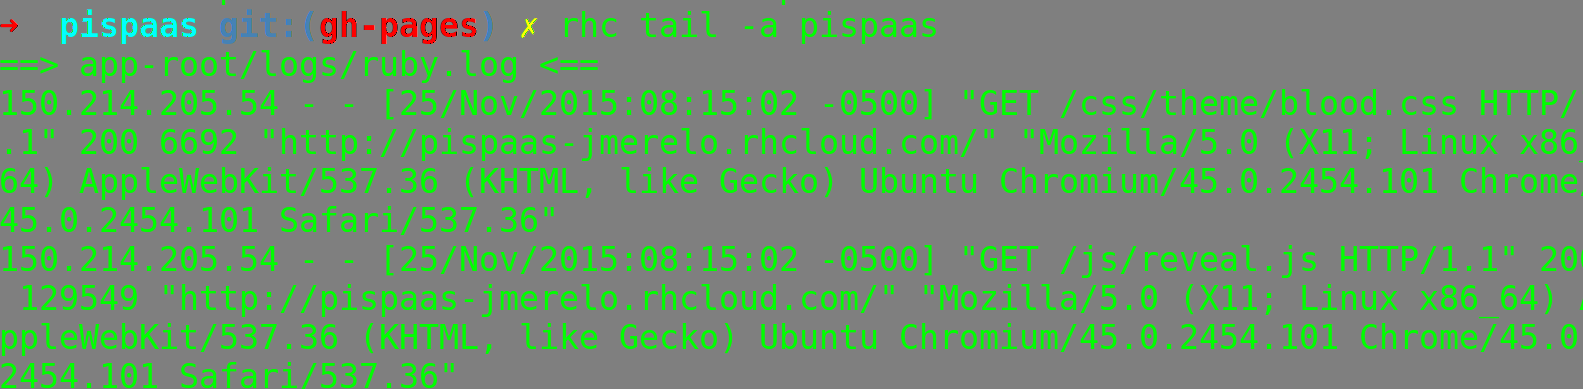 →  pispaas git:(gh-pages) ✗ rhc tail -a pispaas
==> app-root/logs/ruby.log <==
150.214.205.54 - - [25/Nov/2015:08:15:02 -0500] "GET /css/theme/blood.css HTTP/
.1" 200 6692 "http://pispaas-jmerelo.rhcloud.com/" "Mozilla/5.0 (X11; Linux x86_
64) AppleWebKit/537.36 (KHTML, like Gecko) Ubuntu Chromium/45.0.2454.101 Chrome/
45.0.2454.101 Safari/537.36"
150.214.205.54 - - [25/Nov/2015:08:15:02 -0500] "GET /js/reveal.js HTTP/1.1" 200
129549 "http://pispaas-jmerelo.rhcloud.com/" "Mozilla/5.0 (X11; Linux x86_64) A
ppleWebKit/537.36 (KHTML, like Gecko) Ubuntu Chromium/45.0.2454.101 Chrome/45.0
2454.101 Safari/537.36"